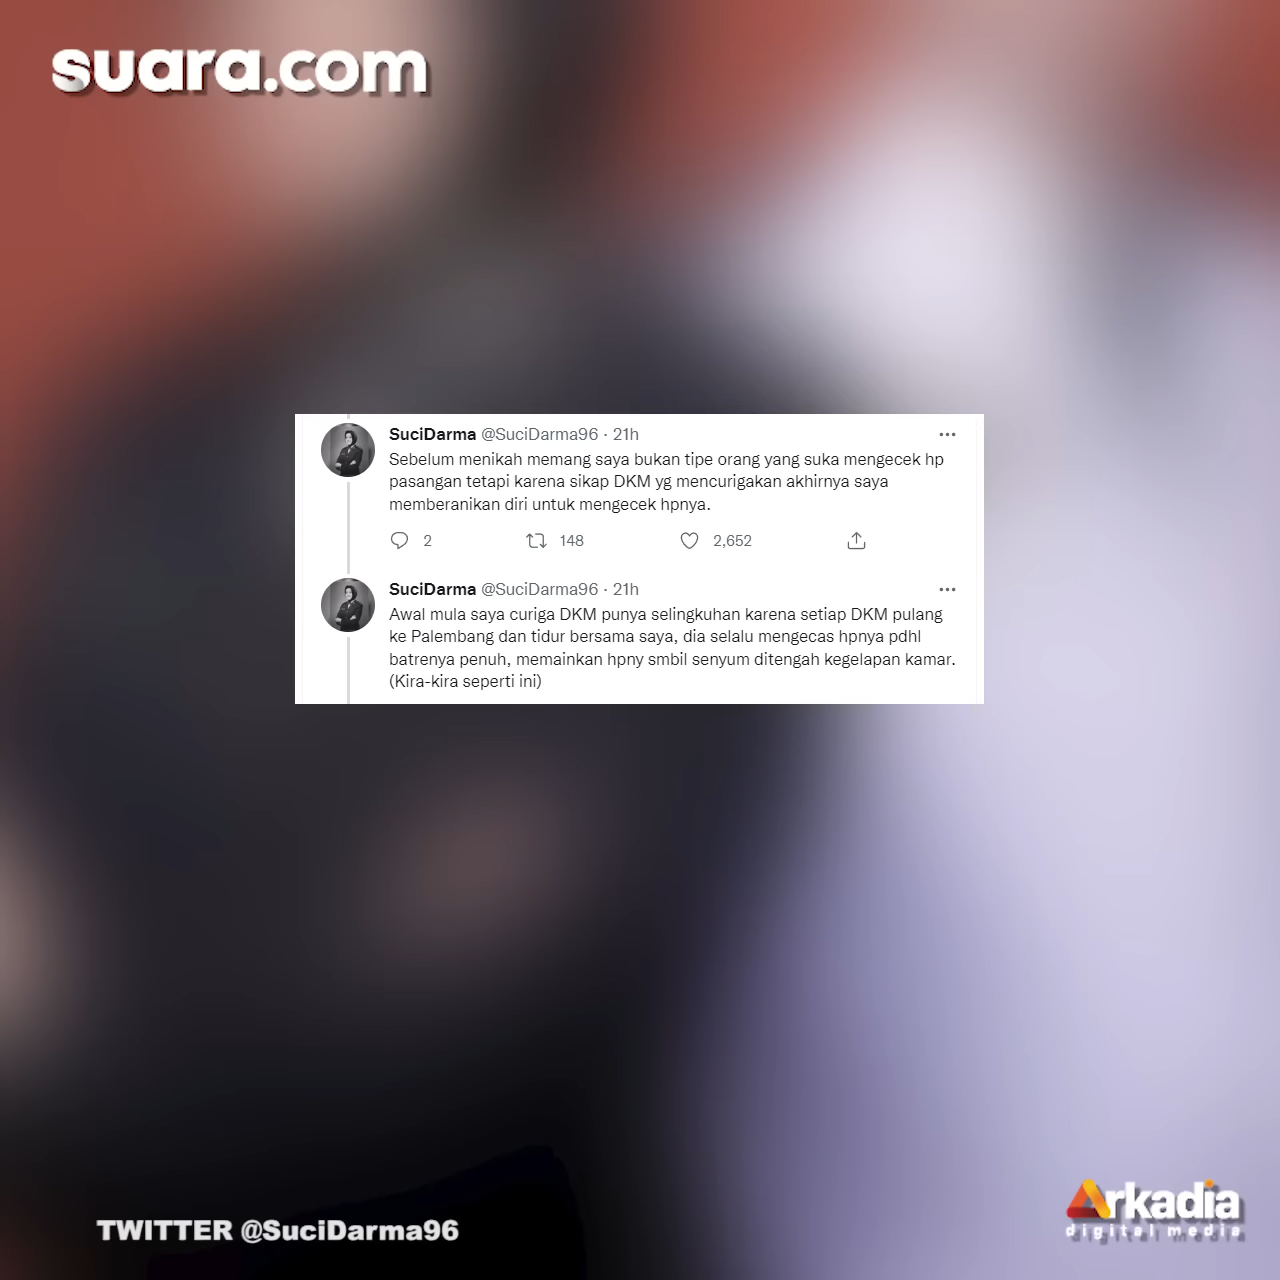 suara.com
SuciDarma @SuciDarma96 · 21h
Sebelum menikah memang saya bukan tipe orang yang suka mengecek hp
pasangan tetapi karena sikap DKM yg mencurigakan akhirnya saya
memberanikan diri untuk mengecek hpnya.
2 148 2,652
SuciDarma @SuciDarma96 · 21h
Awal mula saya curiga DKM punya selingkuhan karena setiap DKM pulang
ke Palembang dan tidur bersama saya, dia selalu mengecas hpnya pdhl
batrenya penuh, memainkan hpny smbil senyum ditengah kegelapan kamar.
(Kira-kira seperti ini)
TWITTER @SuciDarma96
Arkadia
digital media